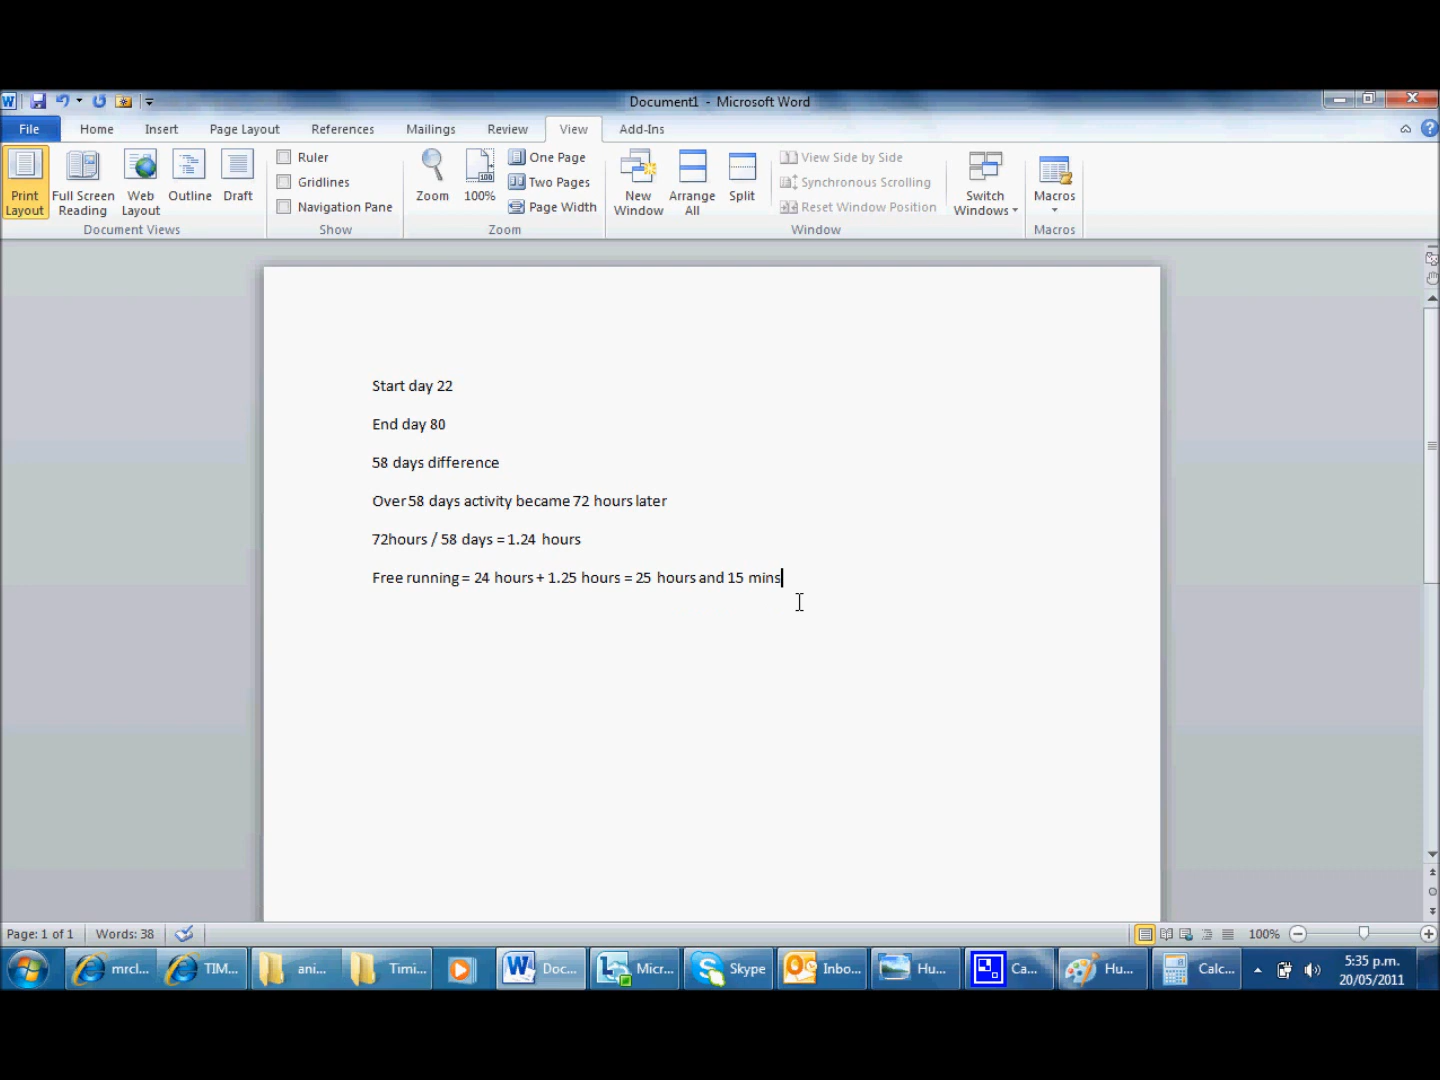 Document1 - Microsoft Word
File Home Insert Page Layout References Mailings Review View Add-Ins
Print Layout
Full Screen Reading
Web Layout
Outline
Draft
Document Views
Ruler
Gridlines
Navigation Pane
Show
Zoom
100%
One Page
Two Pages
Page Width
Zoom
New Window
Arrange All
Split
View Side by Side
Synchronous Scrolling
Reset Window Position
Switch Windows
Window
Macros
Macros
Start day 22
End day 80
58 days difference
Over 58 days activity became 72 hours later
72hours / 58 days = 1.24 hours
Free running = 24 hours + 1.25 hours = 25 hours and 15 mins
Page: 1 of 1 Words: 38 100%
mrcl... TIM... ani... Timi... Doc... Micr... Skype Inbo... Hu... Ca... Hu... Calc... 5:35 p.m.
20/05/2011